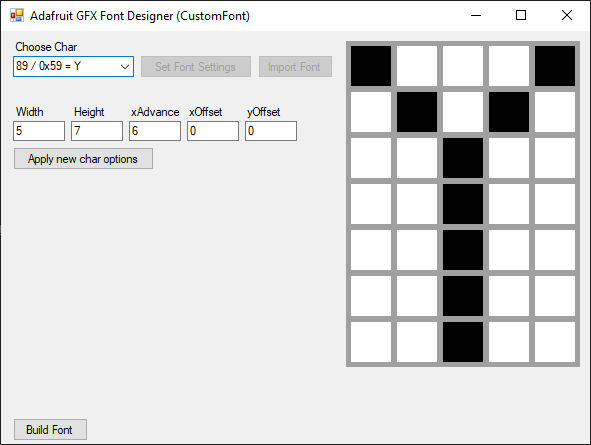 Adafruit GFX Font Designer (CustomFont)
Choose Char
89 / 0x59 = Y
Set Font Settings
Import Font
Width Height xAdvance xOffset yOffset
5 7 6 0 0
Apply new char options
Build Font